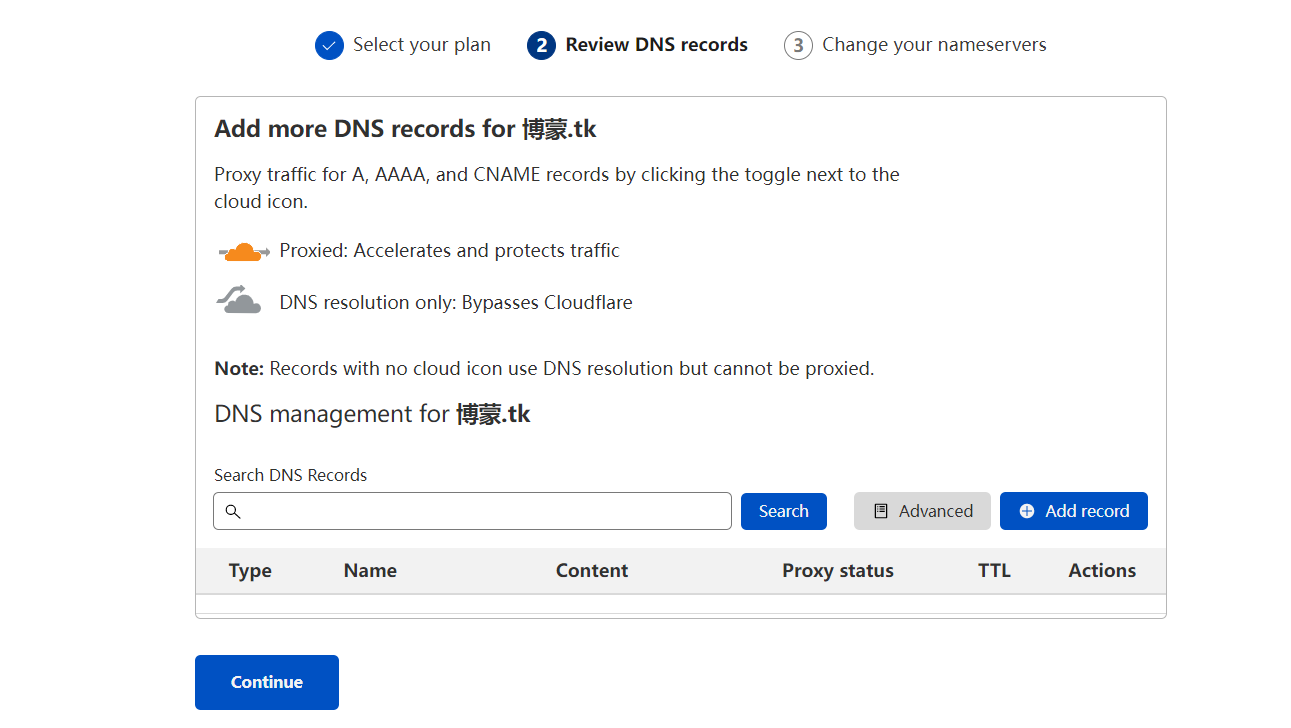 Select your plan
2 Review DNS records
3 Change your nameservers
Add more DNS records for 博蒙.tk
Proxy traffic for A, AAAA, and CNAME records by clicking the toggle next to the
cloud icon.
Proxied: Accelerates and protects traffic
DNS resolution only: Bypasses Cloudflare
Note: Records with no cloud icon use DNS resolution but cannot be proxied.
DNS management for 博蒙.tk
Search DNS Records
Search Advanced Add record
Type Name Content Proxy status TTL Actions
Continue